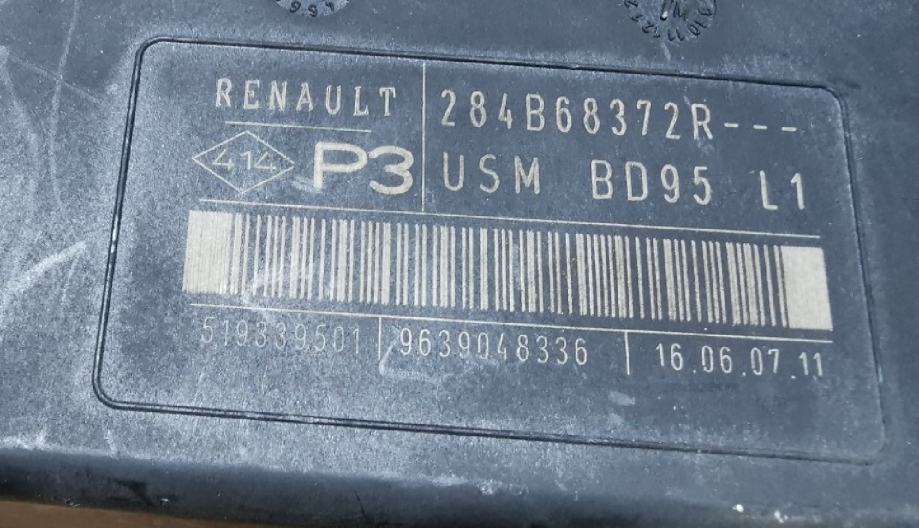 RENAULT
284B68372R---
414
P3
USM BD95 L1
519339501
9639048336
16.06.07.11